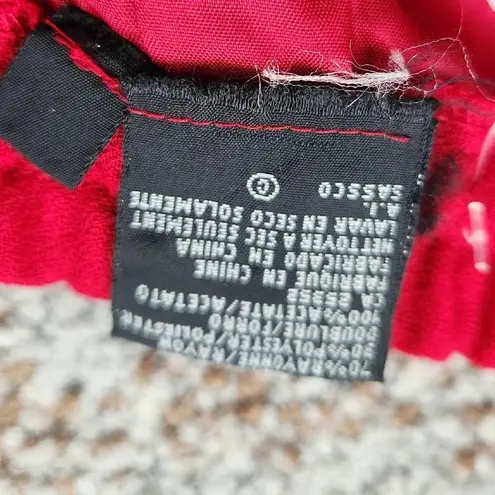 70% RAYONNE/RAYON
30% POLYESTER/POLIESTER
DOUBLURE/FORRO
100% ACETATE/ACETATO
CA
FABRIQUE EN CHINE
FABRICADO EN CHINA
NETTOYER A SEC SEULEMENT
LAVAR EN SECO SOLAMENTE
SASSCO
©